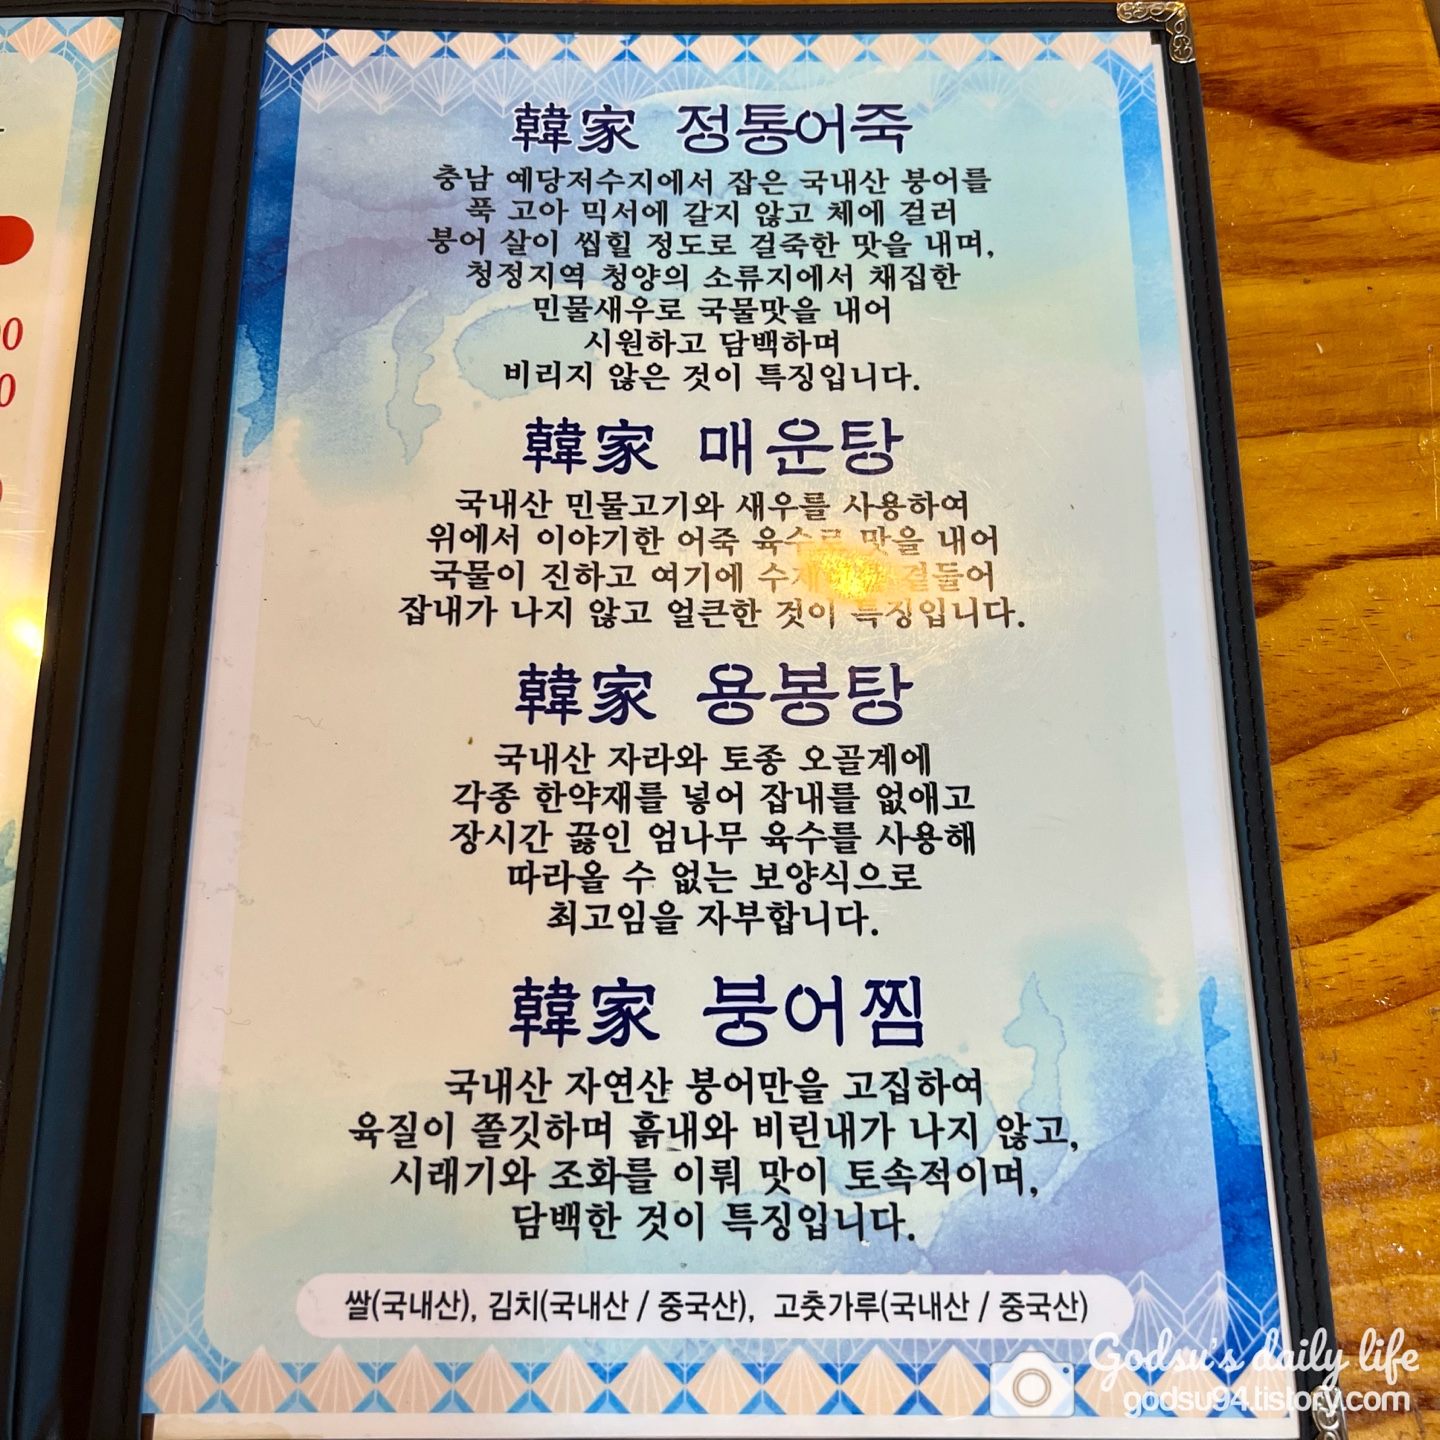 韓家 정통어죽
충남 예당저수지에서 잡은 국내산 붕어를
푹 고아 믹서에 갈지 않고 체에 걸러
붕어 살이 씹힐 정도로 걸죽한 맛을 내며,
청정지역 청양의 소류지에서 채집한
민물새우로 국물맛을 내어
시원하고 담백하며
비리지 않은 것이 특징입니다.
韓家 매운탕
국내산 민물고기와 새우를 사용하여
위에서 이야기한 어죽 육수로 맛을 내어
국물이 진하고 여기에 곁들어
잡내가 나지 않고 얼큰한 것이 특징입니다.
韓家 용봉탕
국내산 자라와 토종 오골계에
각종 한약재를 넣어 잡내를 없애고
장시간 끓인 엄나무 육수를 사용해
따라올 수 없는 보양식으로
최고임을 자부합니다.
韓家 붕어찜
국내산 자연산 붕어만을 고집하여
육질이 쫄깃하며 흙내와 비린내가 나지 않고,
시래기와 조화를 이뤄 맛이 토속적이며,
담백한 것이 특징입니다.
쌀(국내산), 김치(국내산 / 중국산), 고춧가루(국내산 / 중국산)
Godsu's daily life
godsu94.tistory.com